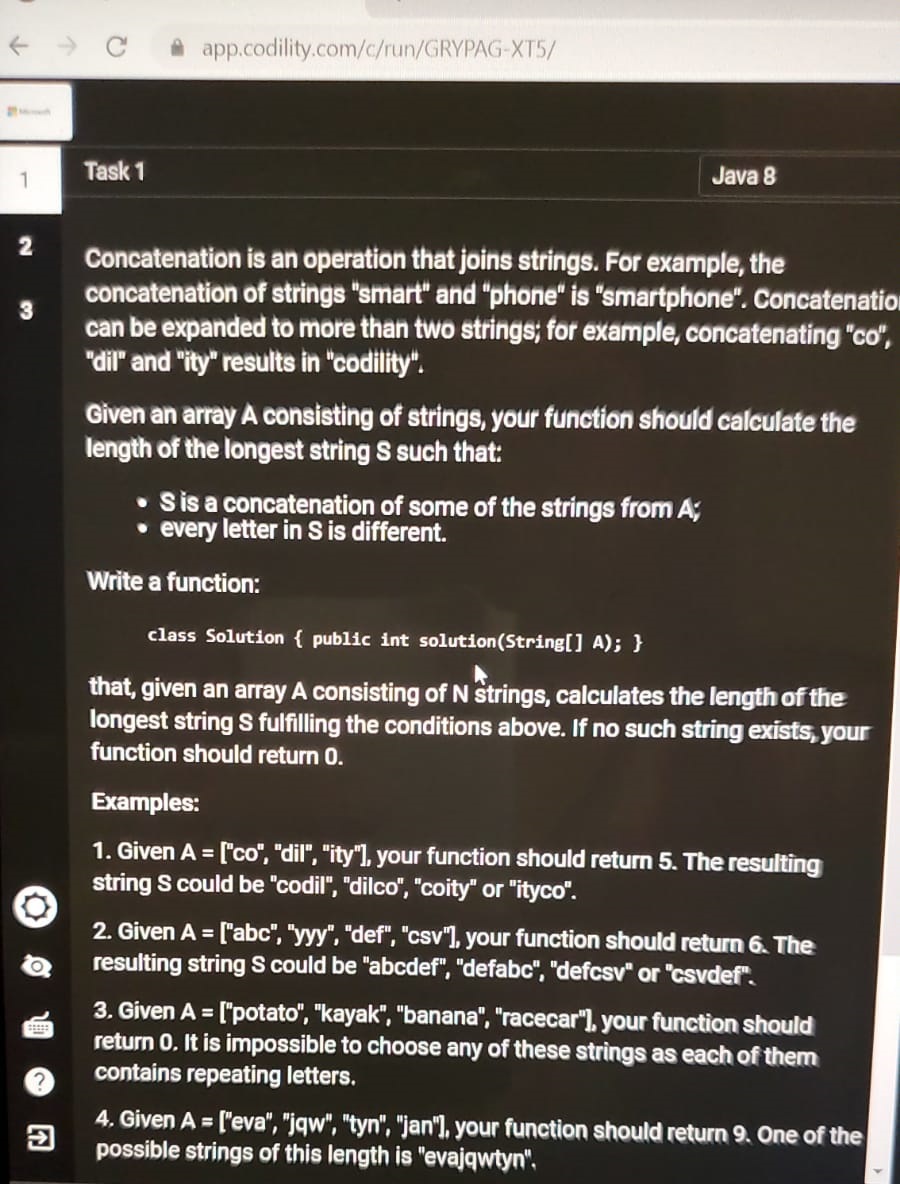 app.codility.com/c/run/GRYPAG-XT5/
Microsoft
1
Task 1
Java 8
2
3
Concatenation is an operation that joins strings. For example, the
concatenation of strings "smart" and "phone" is "smartphone". Concatenatio
can be expanded to more than two strings; for example, concatenating "co",
"dil" and "ity" results in "codility".
Given an array A consisting of strings, your function should calculate the
length of the longest string S such that:
• S is a concatenation of some of the strings from A;
• every letter in S is different.
Write a function:
class Solution { public int solution(String[] A); }
that, given an array A consisting of N strings, calculates the length of the
longest string S fulfilling the conditions above. If no such string exists, your
function should return 0.
Examples:
1. Given A = ["co", "dil", "ity"], your function should return 5. The resulting
string S could be "codil", "dilco", "coity" or "ityco".
2. Given A = ["abc", "yyy", "def", "csv"], your function should return 6. The
resulting string S could be "abcdef", "defabc", "defcsv" or "csvdef".
3. Given A = ["potato", "kayak", "banana", "racecar"], your function should
return 0. It is impossible to choose any of these strings as each of them
contains repeating letters.
4. Given A = ["eva", "jqw", "tyn", "jan"], your function should return 9. One of the
possible strings of this length is "evajqwtyn".